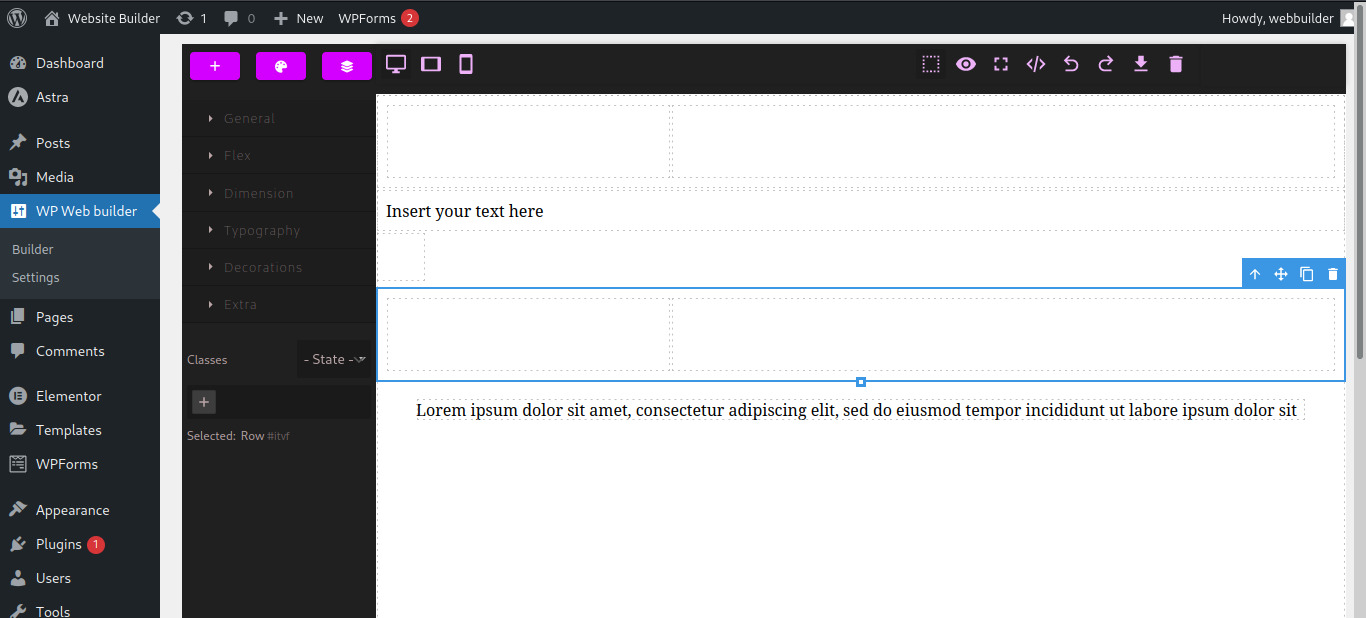 Website Builder 1 0 New WPForms 2 Howdy, webbuilder
Dashboard
Astra
Posts
Media
WP Web builder
Builder
Settings
Pages
Comments
Elementor
Templates
WPForms
Appearance
Plugins 1
Users
Tools
General
Flex
Dimension
Typography
Decorations
Extra
Classes
- State -
+
Selected: Row #itvf
Insert your text here
Lorem ipsum dolor sit amet, consectetur adipiscing elit, sed do eiusmod tempor incididunt ut labore ipsum dolor sit